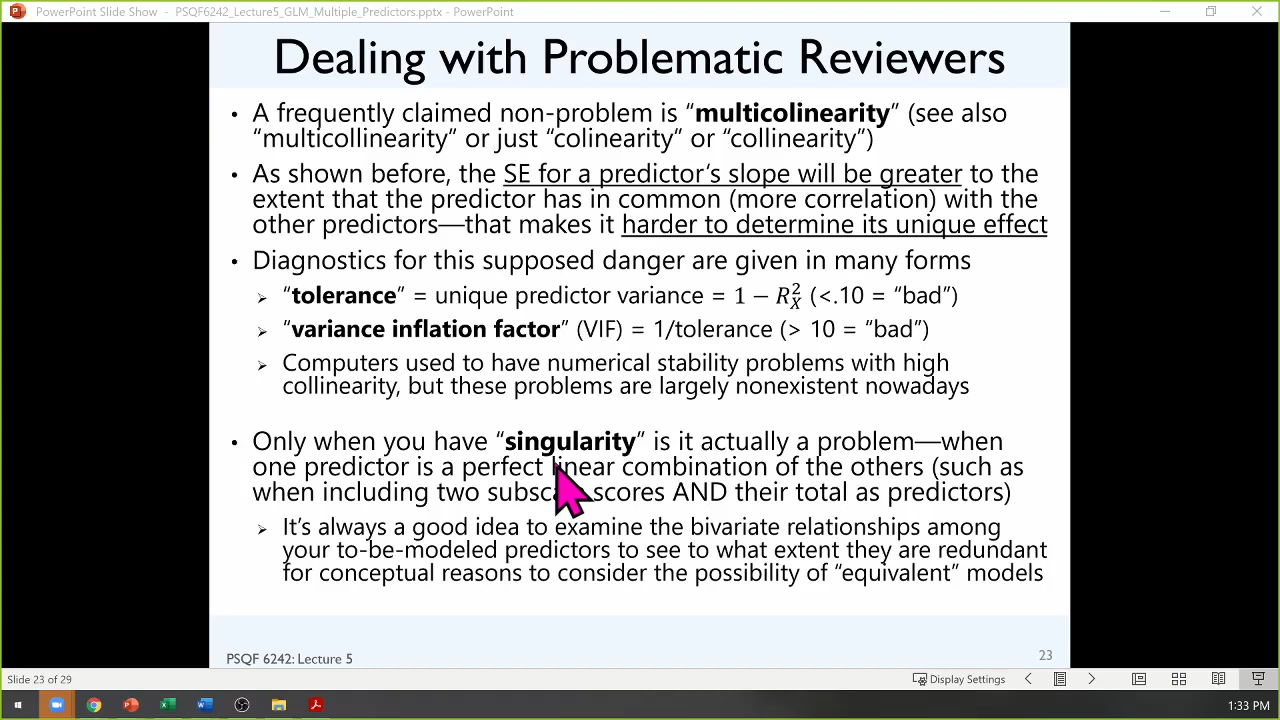 PowerPoint Slide Show - PSQF6242_Lecture5_GLM_Multiple_Predictors.pptx - PowerPoint
Dealing with Problematic Reviewers
• A frequently claimed non-problem is “multicolinearity” (see also
“multicollinearity” or just “colinearity” or “collinearity”)
• As shown before, the SE for a predictor’s slope will be greater to the
extent that the predictor has in common (more correlation) with the
other predictors—that makes it harder to determine its unique effect
• Diagnostics for this supposed danger are given in many forms
➢ “tolerance” = unique predictor variance = 1 − R²_X (<.10 = “bad”)
➢ “variance inflation factor” (VIF) = 1/tolerance (> 10 = “bad”)
➢ Computers used to have numerical stability problems with high
collinearity, but these problems are largely nonexistent nowadays
• Only when you have “singularity” is it actually a problem—when
one predictor is a perfect linear combination of the others (such as
when including two subscale scores AND their total as predictors)
➢ It’s always a good idea to examine the bivariate relationships among
your to-be-modeled predictors to see to what extent they are redundant
for conceptual reasons to consider the possibility of “equivalent” models
PSQF 6242: Lecture 5
23
Slide 23 of 29
Display Settings
1:33 PM